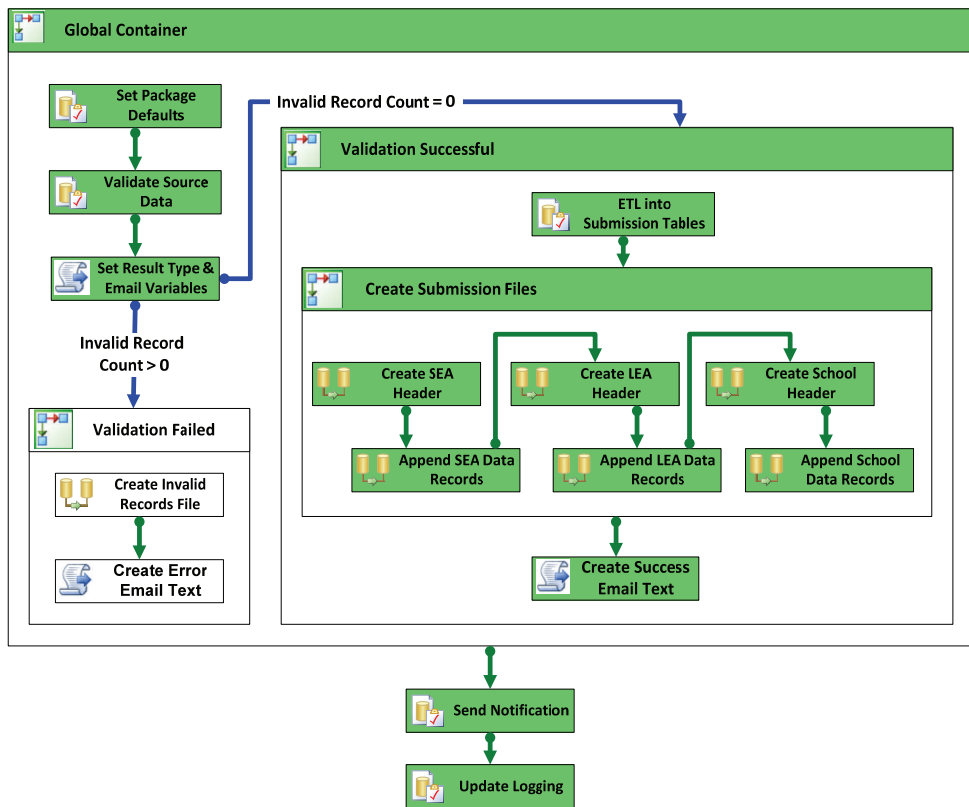 Global Container
Set Package
Defaults
Validate Source
Data
Set Result Type &
Email Variables
Invalid Record Count = 0
Invalid Record
Count > 0
Validation Failed
Create Invalid
Records File
Create Error
Email Text
Validation Successful
ETL into
Submission Tables
Create Submission Files
Create SEA
Header
Append SEA Data
Records
Create LEA
Header
Append LEA Data
Records
Create School
Header
Append School
Data Records
Create Success
Email Text
Send Notification
Update Logging